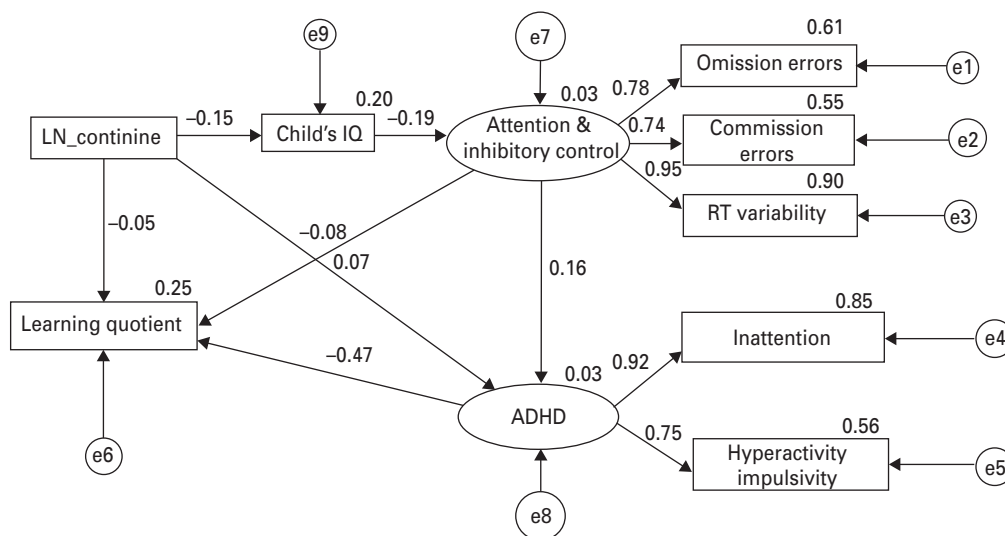 e9
e7
0.61
Omission errors
e1
0.20
0.03
0.78
0.55
LN_continine
−0.15
Child's IQ
−0.19
Attention &
inhibitory control
0.74
Commission
errors
e2
0.95
0.90
RT variability
e3
−0.05
−0.08
0.07
0.16
0.25
Learning quotient
0.85
Inattention
e4
−0.47
0.92
0.03
ADHD
0.75
0.56
Hyperactivity
impulsivity
e5
e6
e8